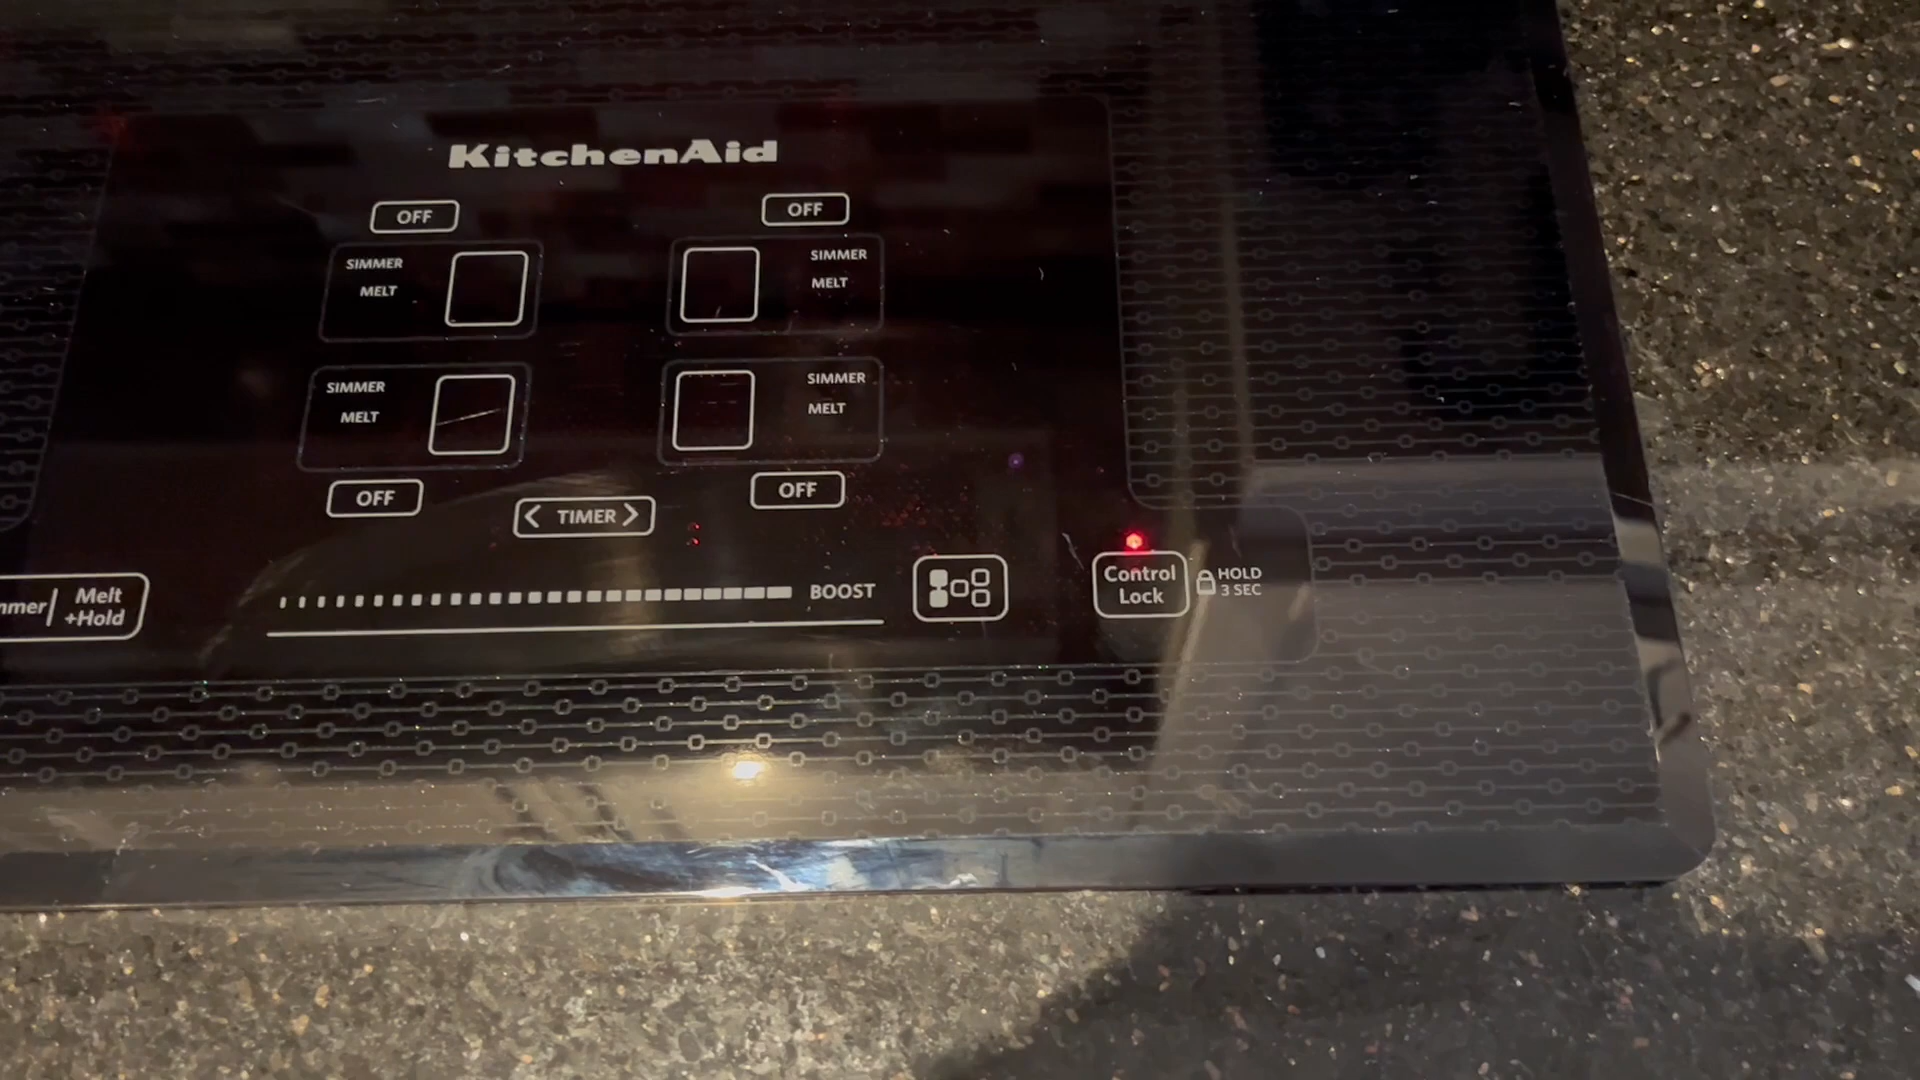 KitchenAid
OFF
OFF
SIMMER
MELT
SIMMER
MELT
SIMMER
MELT
SIMMER
MELT
OFF
< TIMER >
OFF
Melt
+Hold
BOOST
Control
Lock
HOLD
3 SEC